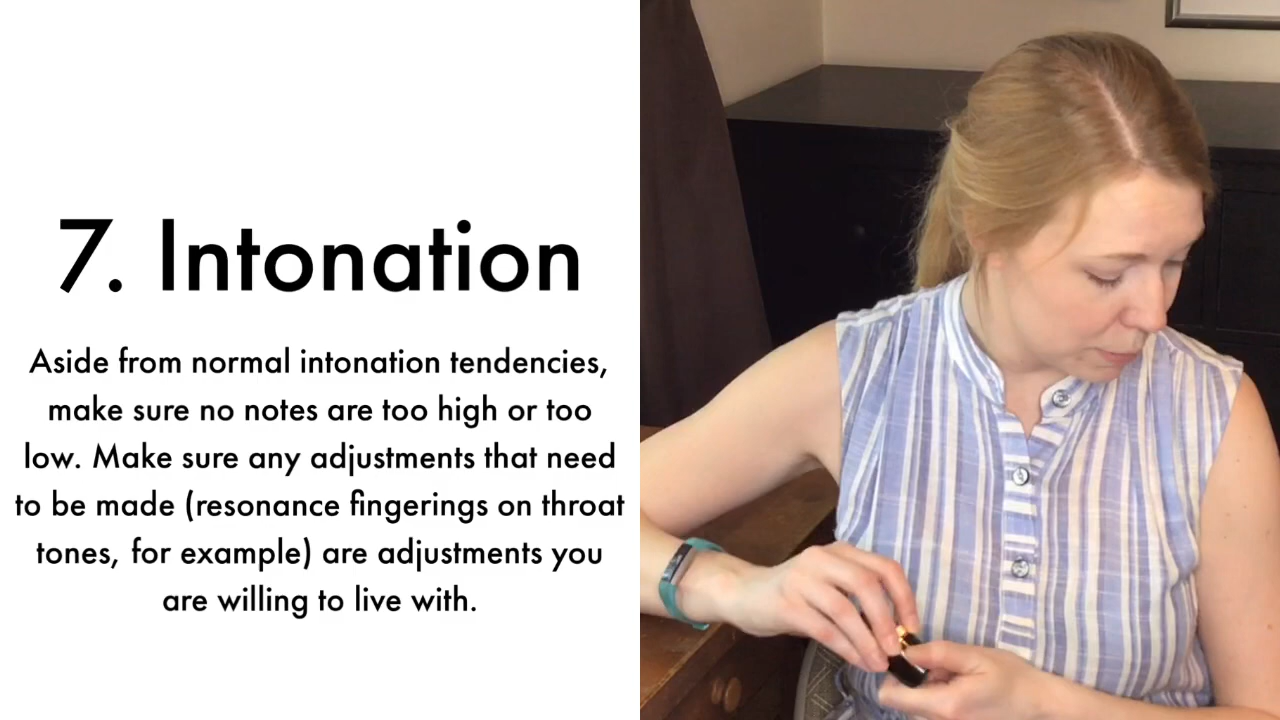 7. Intonation
Aside from normal intonation tendencies,
make sure no notes are too high or too
low. Make sure any adjustments that need
to be made (resonance fingerings on throat
tones, for example) are adjustments you
are willing to live with.